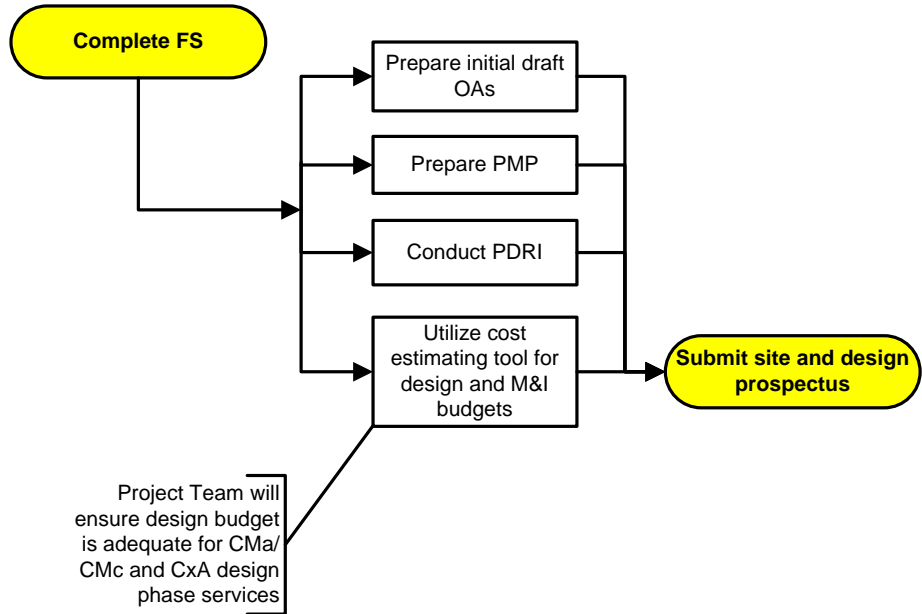 Complete FS
Prepare initial draft
OAs
Prepare PMP
Conduct PDRI
Utilize cost
estimating tool for
design and M&I
budgets
Submit site and design
prospectus
Project Team will
ensure design budget
is adequate for CMa/
CMc and CxA design
phase services